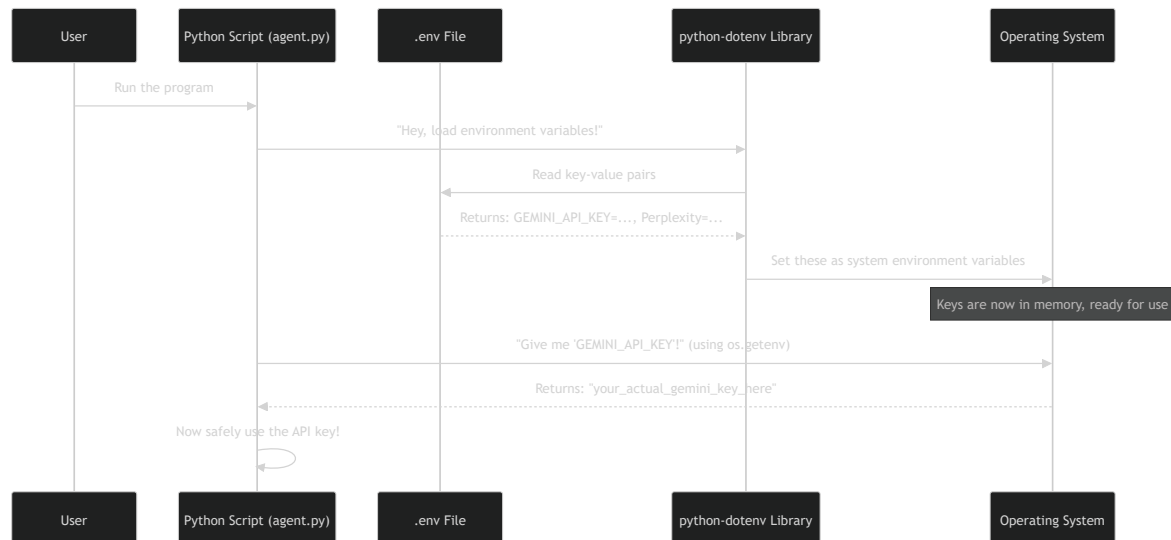 User
Python Script (agent.py)
.env File
python-dotenv Library
Operating System
Run the program
"Hey, load environment variables!"
Read key-value pairs
Returns: GEMINI_API_KEY=..., Perplexity=...
Set these as system environment variables
Keys are now in memory, ready for use
"Give me 'GEMINI_API_KEY'!" (using os.getenv)
Returns: "your_actual_gemini_key_here"
Now safely use the API key!
User
Python Script (agent.py)
.env File
python-dotenv Library
Operating System